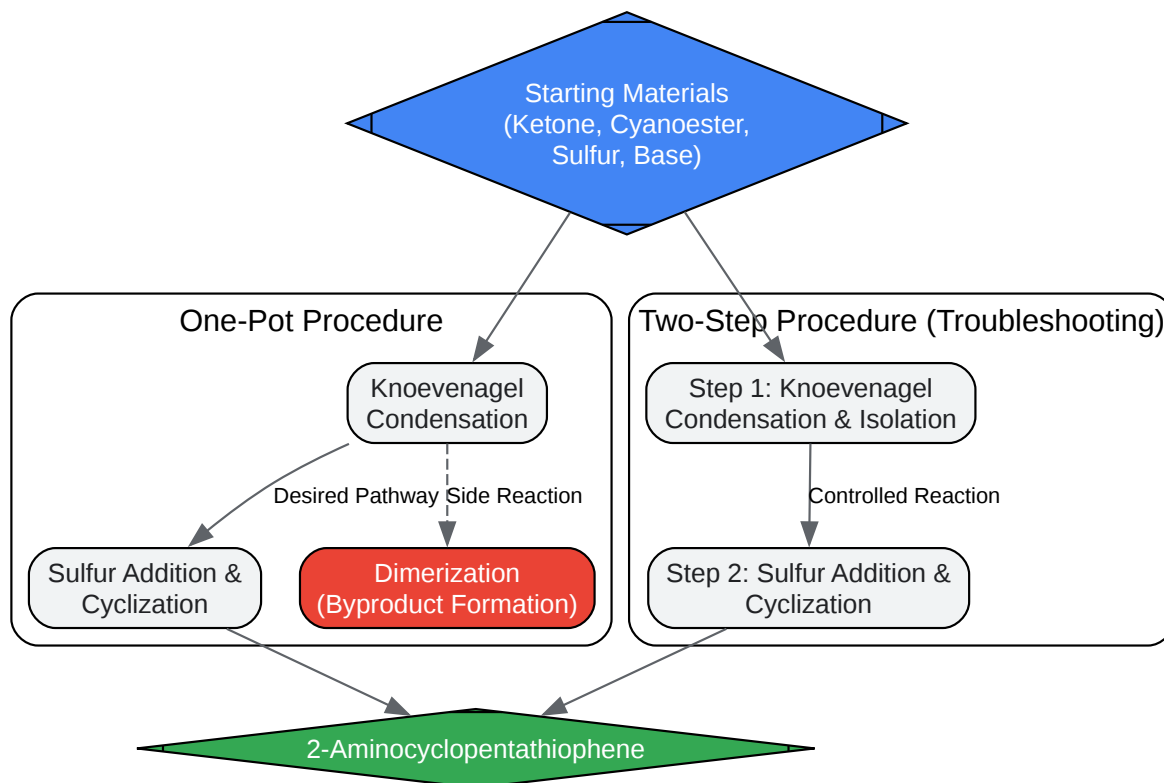 Starting Materials
(Ketone, Cyanoester,
Sulfur, Base)
One-Pot Procedure
Knoevenagel
Condensation
Desired Pathway
Side Reaction
Sulfur Addition &
Cyclization
Dimerization
(Byproduct Formation)
Two-Step Procedure (Troubleshooting)
Step 1: Knoevenagel
Condensation & Isolation
Controlled Reaction
Step 2: Sulfur Addition &
Cyclization
2-Aminocyclopentathiophene